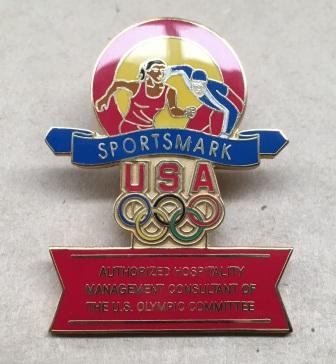 SPORTSMARK
USA
AUTHORIZED HOSPITALITY
MANAGEMENT CONSULTANT OF
THE U.S. OLYMPIC COMMITTEE